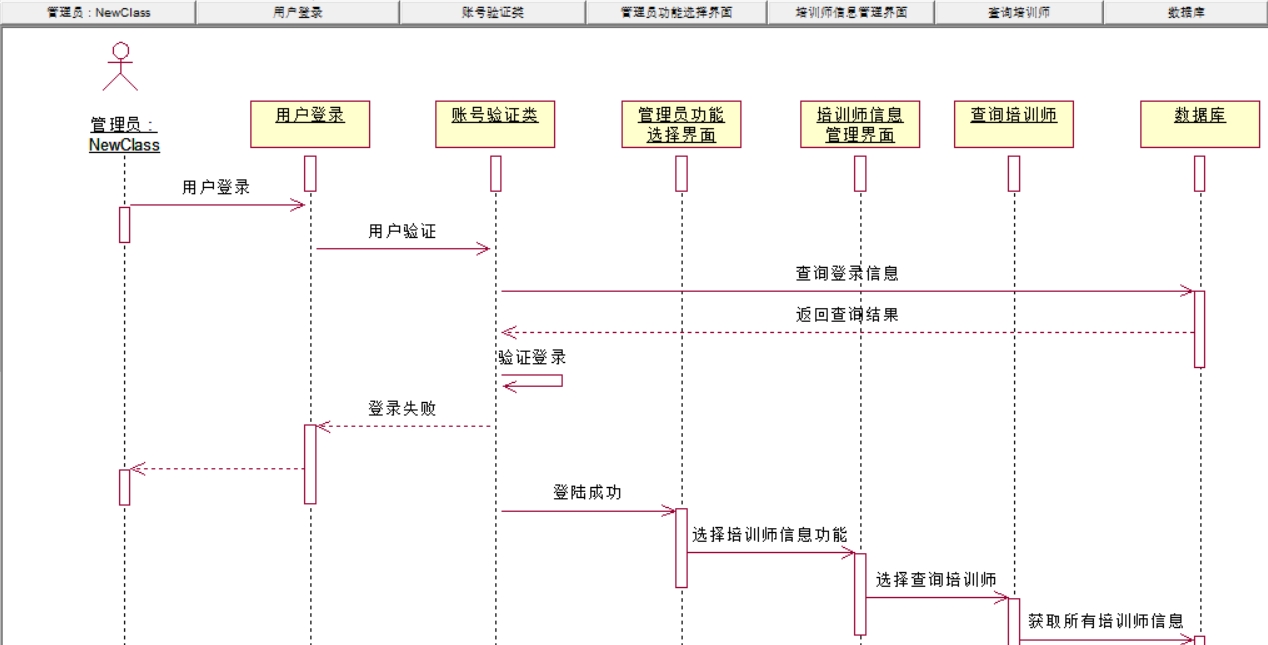 管理员：NewClass
用户登录
账号验证类
管理员功能选择界面
培训师信息管理界面
查询培训师
数据库
管理员：
NewClass
用户登录
账号验证类
管理员功能
选择界面
培训师信息
管理界面
查询培训师
数据库
用户登录
用户验证
查询登录信息
返回查询结果
验证登录
登录失败
登陆成功
选择培训师信息功能
选择查询培训师
获取所有培训师信息